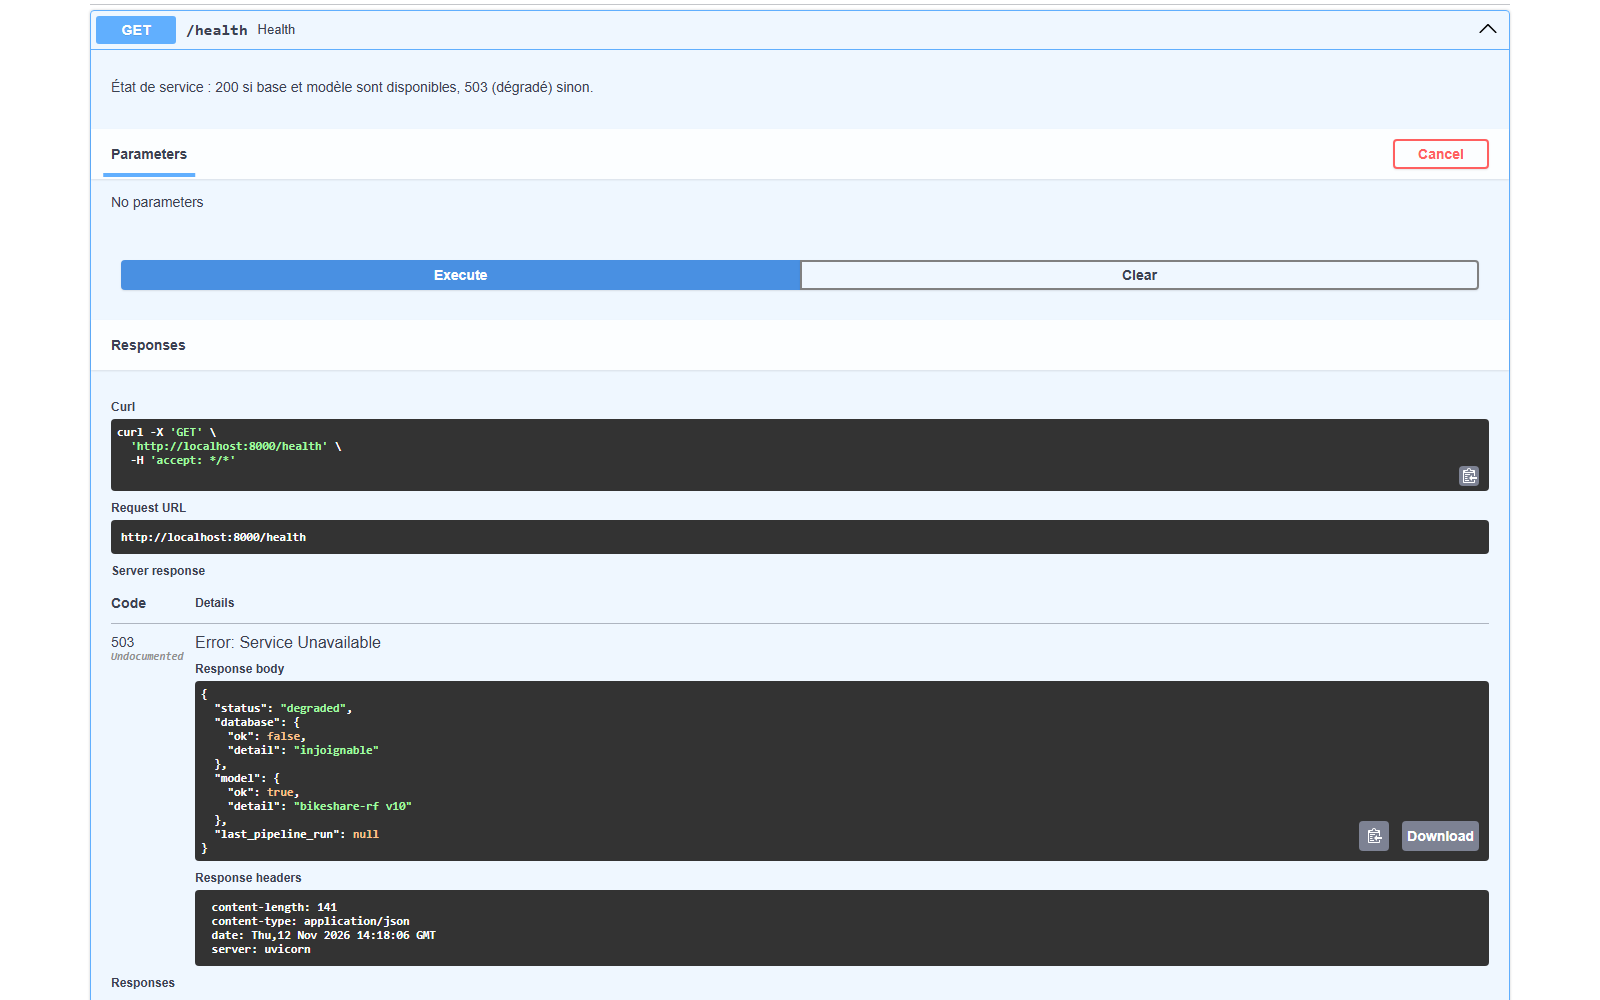 GET /health Health
État de service : 200 si base et modèle sont disponibles, 503 (dégradé) sinon.
Parameters
Cancel
No parameters
Execute
Clear
Responses
Curl
curl -X 'GET' \
  'http://localhost:8000/health' \
  -H 'accept: */*'
Request URL
http://localhost:8000/health
Server response
Code Details
503
Undocumented
Error: Service Unavailable
Response body
{
  "status": "degraded",
  "database": {
    "ok": false,
    "detail": "injoignable"
  },
  "model": {
    "ok": true,
    "detail": "bikeshare-rf v10"
  },
  "last_pipeline_run": null
}
Download
Response headers
content-length: 141
content-type: application/json
date: Thu,12 Nov 2026 14:18:06 GMT
server: uvicorn
Responses